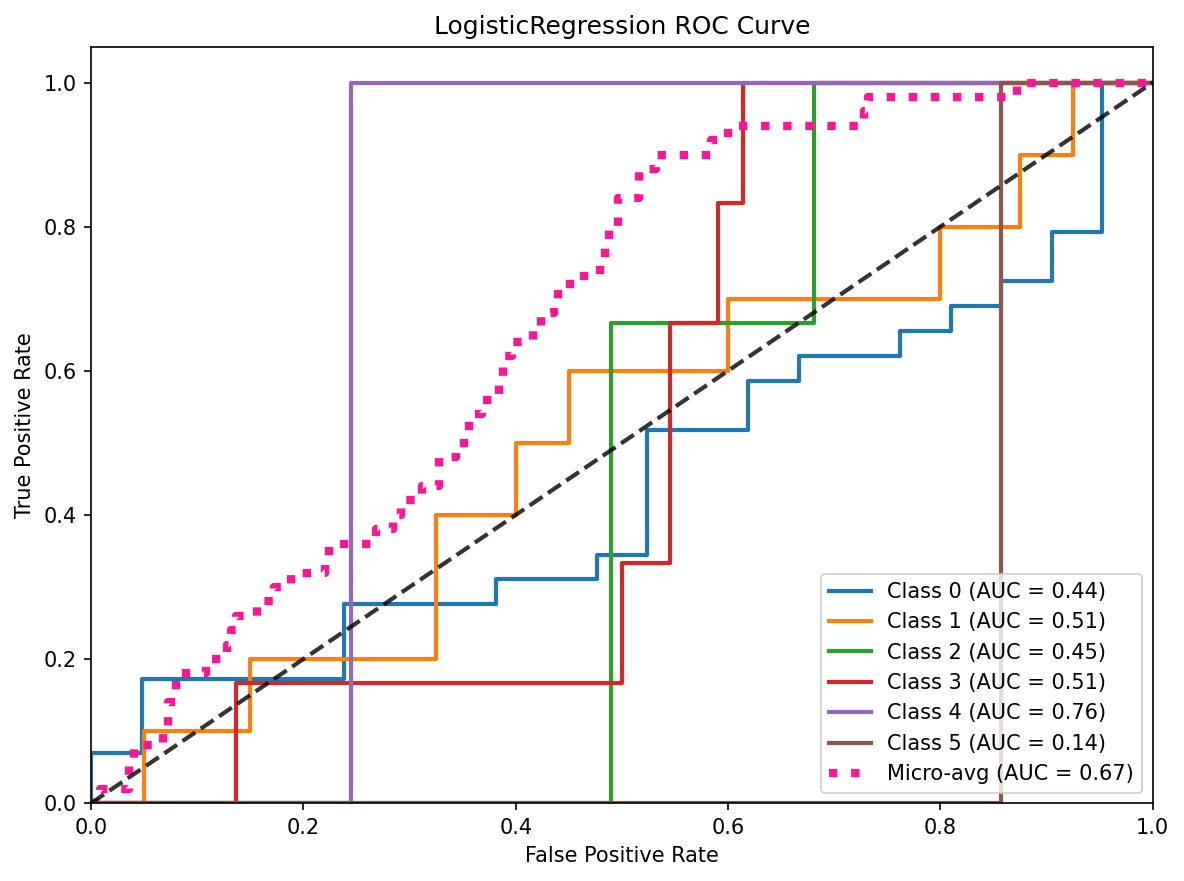 LogisticRegression ROC Curve
True Positive Rate
1.0
0.8
0.6
0.4
0.2
0.0
0.0 0.2 0.4 0.6 0.8 1.0
False Positive Rate
Class 0 (AUC = 0.44)
Class 1 (AUC = 0.51)
Class 2 (AUC = 0.45)
Class 3 (AUC = 0.51)
Class 4 (AUC = 0.76)
Class 5 (AUC = 0.14)
Micro-avg (AUC = 0.67)